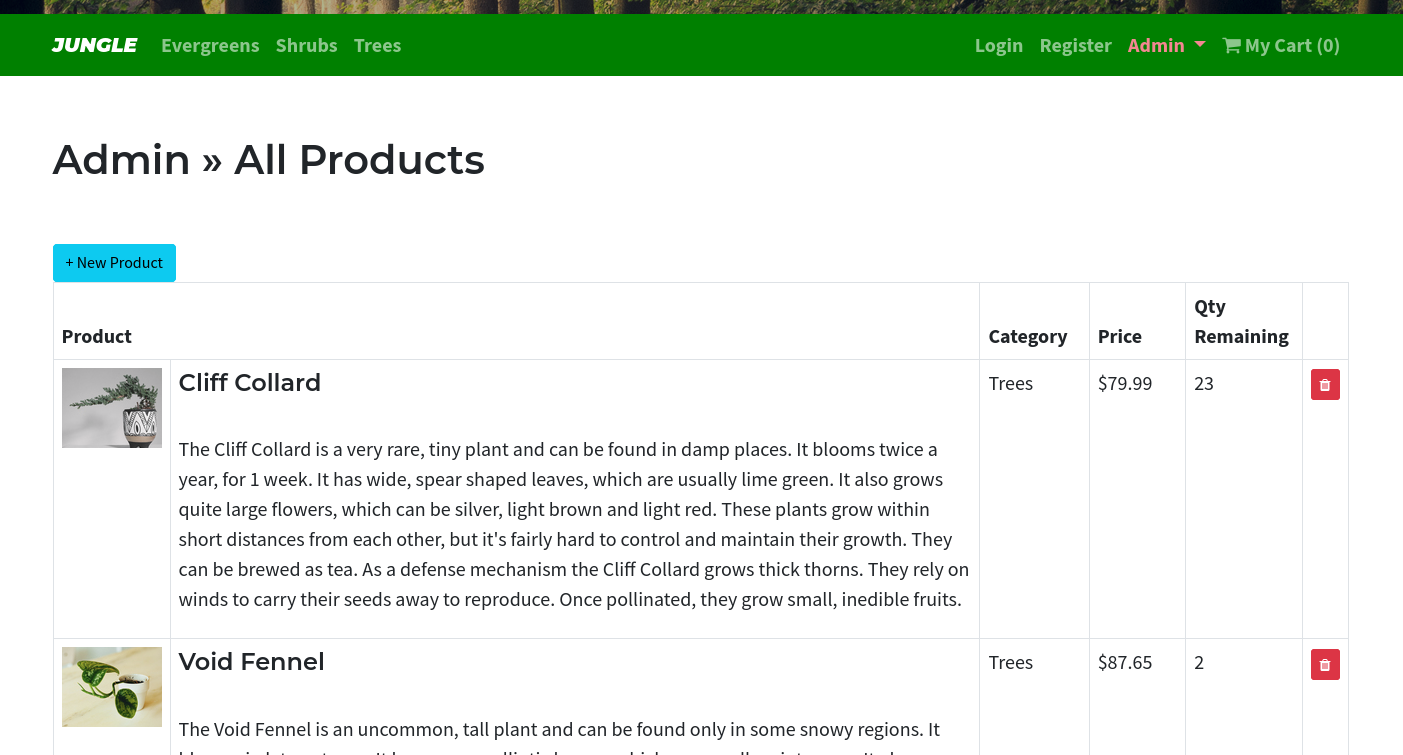 JUNGLE Evergreens Shrubs Trees Login Register Admin My Cart (0)
Admin » All Products
+ New Product
Product Category Price Qty Remaining
Cliff Collard Trees $79.99 23
The Cliff Collard is a very rare, tiny plant and can be found in damp places. It blooms twice a
year, for 1 week. It has wide, spear shaped leaves, which are usually lime green. It also grows
quite large flowers, which can be silver, light brown and light red. These plants grow within
short distances from each other, but it's fairly hard to control and maintain their growth. They
can be brewed as tea. As a defense mechanism the Cliff Collard grows thick thorns. They rely on
winds to carry their seeds away to reproduce. Once pollinated, they grow small, inedible fruits.
Void Fennel Trees $87.65 2
The Void Fennel is an uncommon, tall plant and can be found only in some snowy regions. It